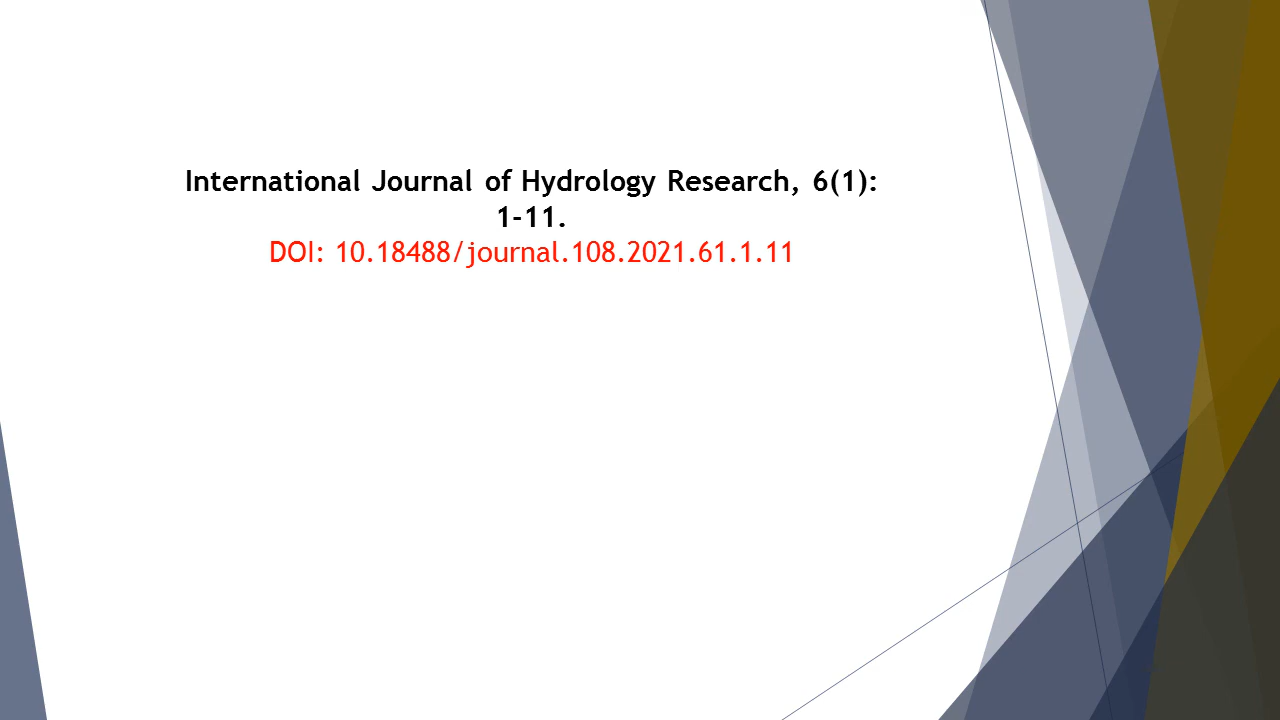 International Journal of Hydrology Research, 6(1):
1-11.
DOI: 10.18488/journal.108.2021.61.1.11